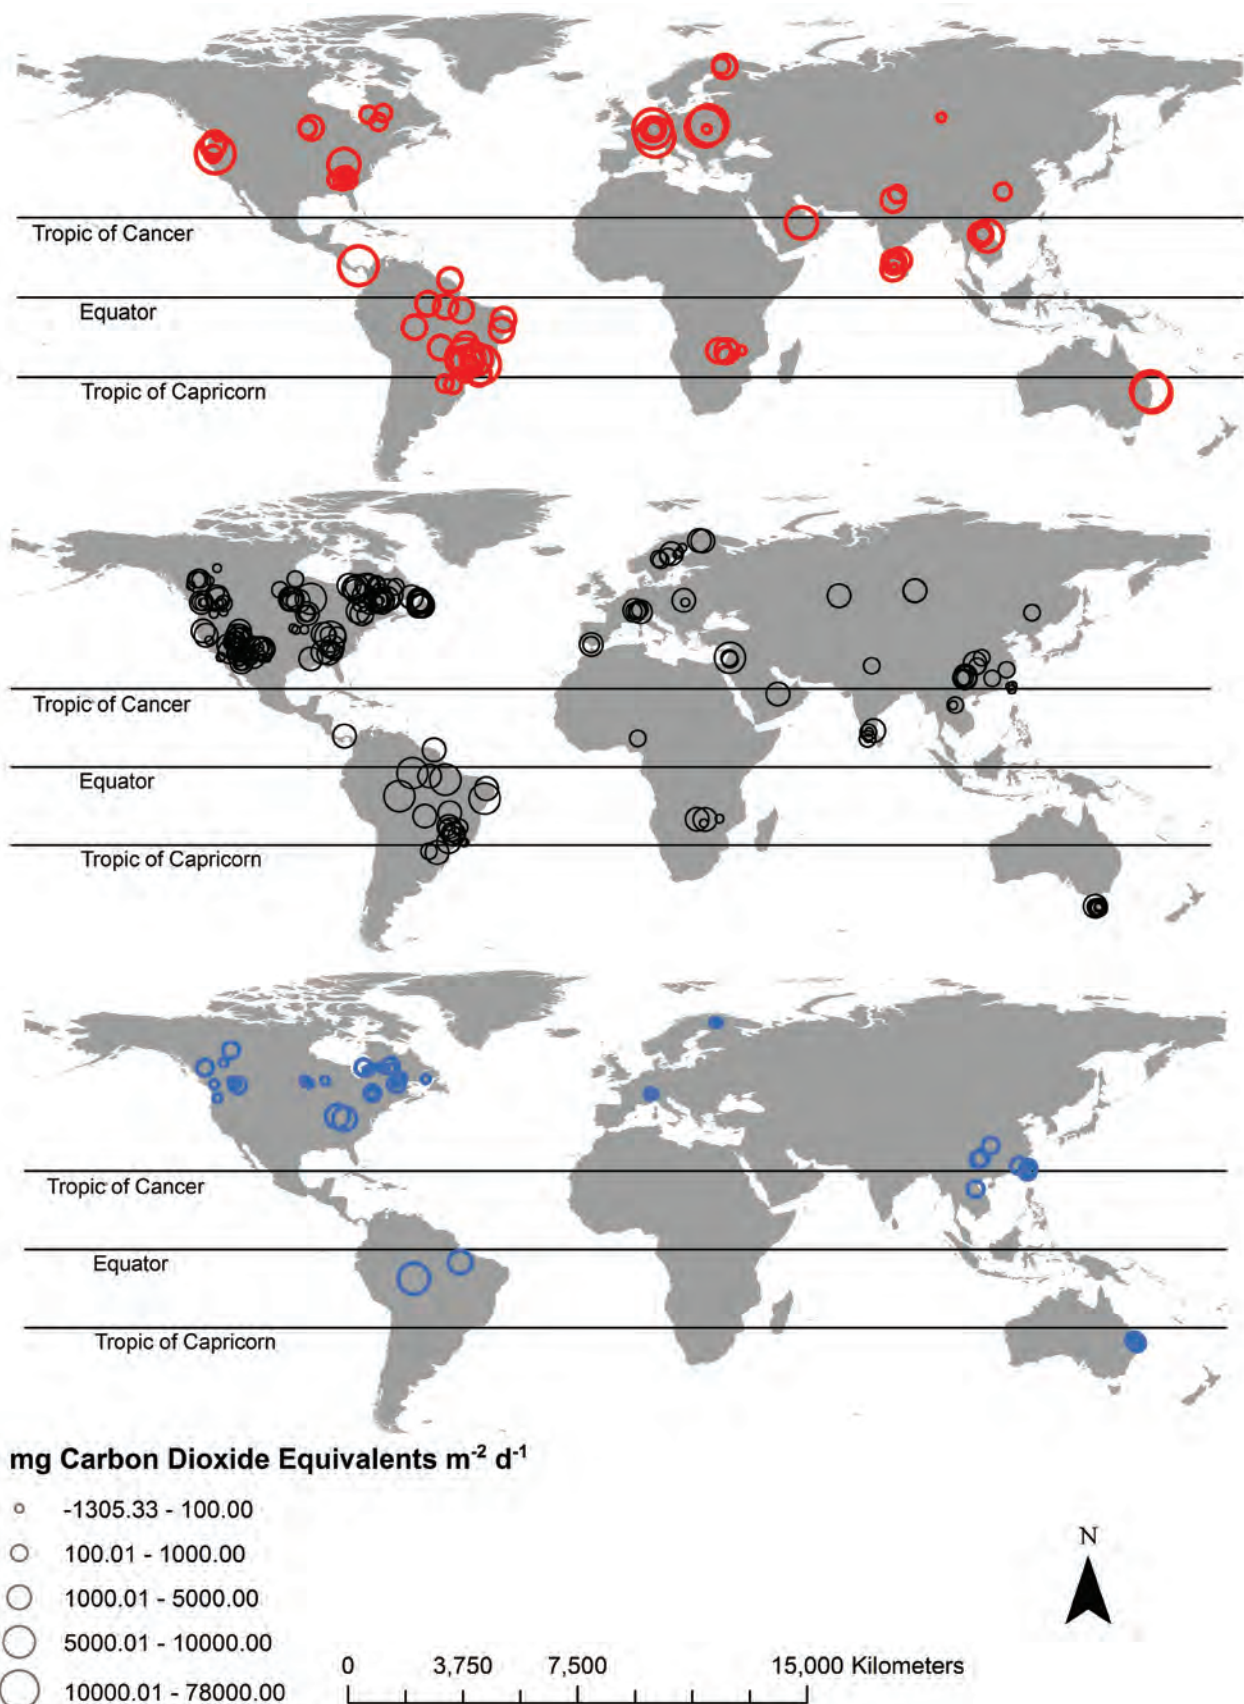 Tropic of Cancer
Equator
Tropic of Capricorn
Tropic of Cancer
Equator
Tropic of Capricorn
Tropic of Cancer
Equator
Tropic of Capricorn
mg Carbon Dioxide Equivalents m⁻² d⁻¹
-1305.33 - 100.00
100.01 - 1000.00
1000.01 - 5000.00
5000.01 - 10000.00
10000.01 - 78000.00
N
0 3,750 7,500 15,000 Kilometers